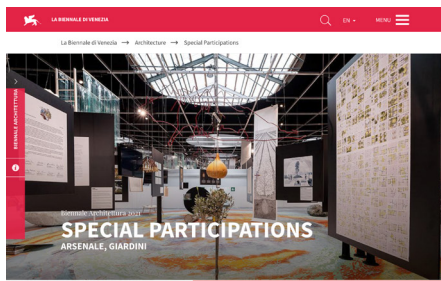 LA BIENNALE DI VENEZIA
EN
MENU
La Biennale di Venezia → Architecture → Special Participations
BIENNALE ARCHITETTURA
Biennale Architettura 2021
SPECIAL PARTICIPATIONS
ARSENALE, GIARDINI